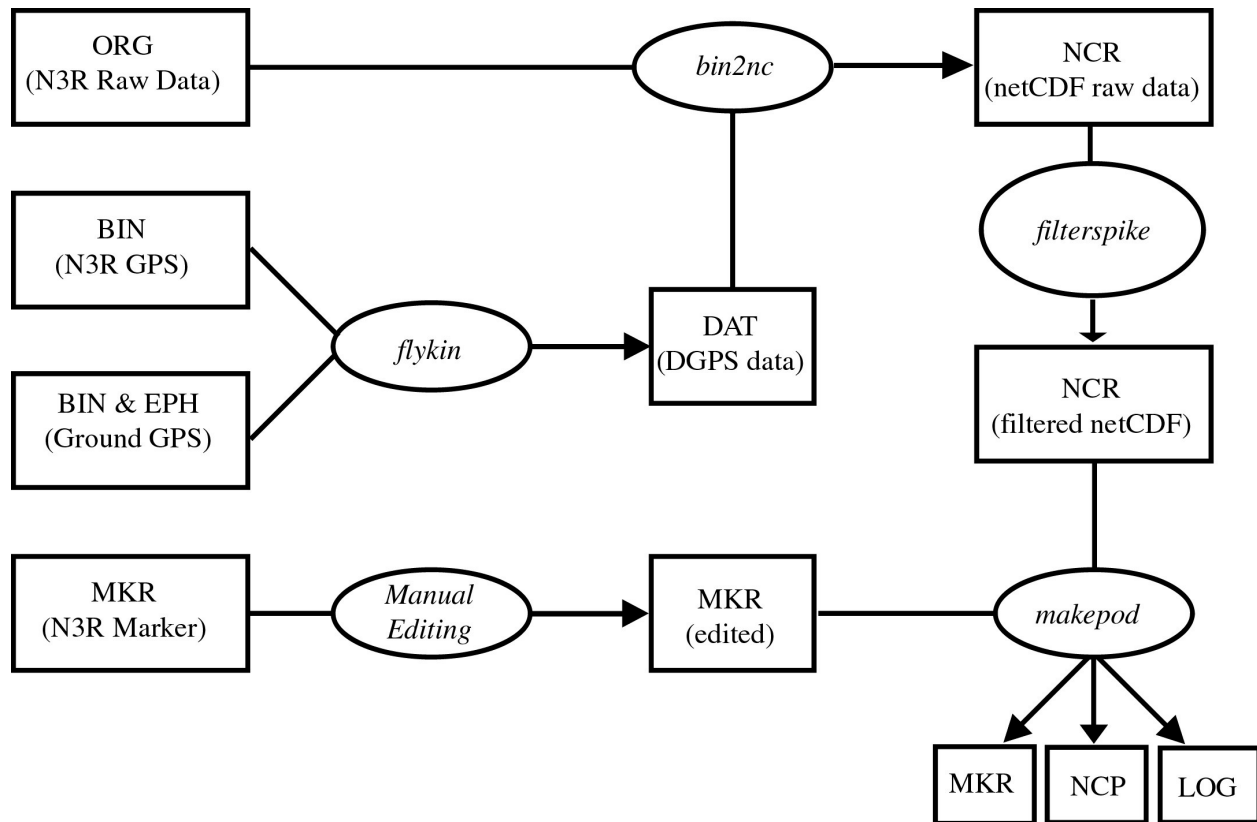 ORG
(N3R Raw Data)
bin2nc
NCR
(netCDF raw data)
BIN
(N3R GPS)
filterspike
flykin
DAT
(DGPS data)
BIN & EPH
(Ground GPS)
NCR
(filtered netCDF)
MKR
(N3R Marker)
Manual
Editing
MKR
(edited)
makepod
MKR
NCP
LOG